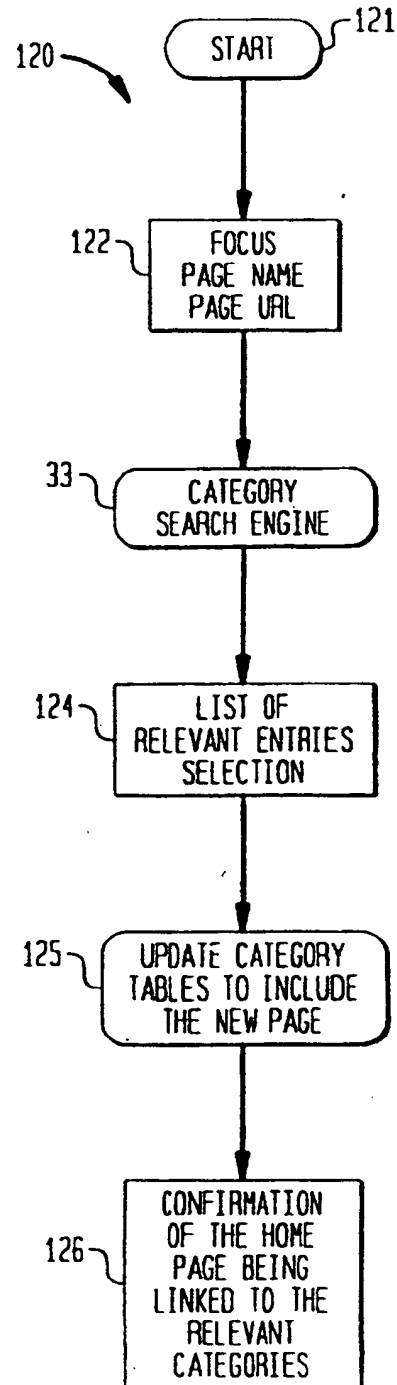 120
START
121
122
FOCUS
PAGE NAME
PAGE URL
33
CATEGORY
SEARCH ENGINE
124
LIST OF
RELEVANT ENTRIES
SELECTION
125
UPDATE CATEGORY
TABLES TO INCLUDE
THE NEW PAGE
126
CONFIRMATION
OF THE HOME
PAGE BEING
LINKED TO THE
RELEVANT
CATEGORIES